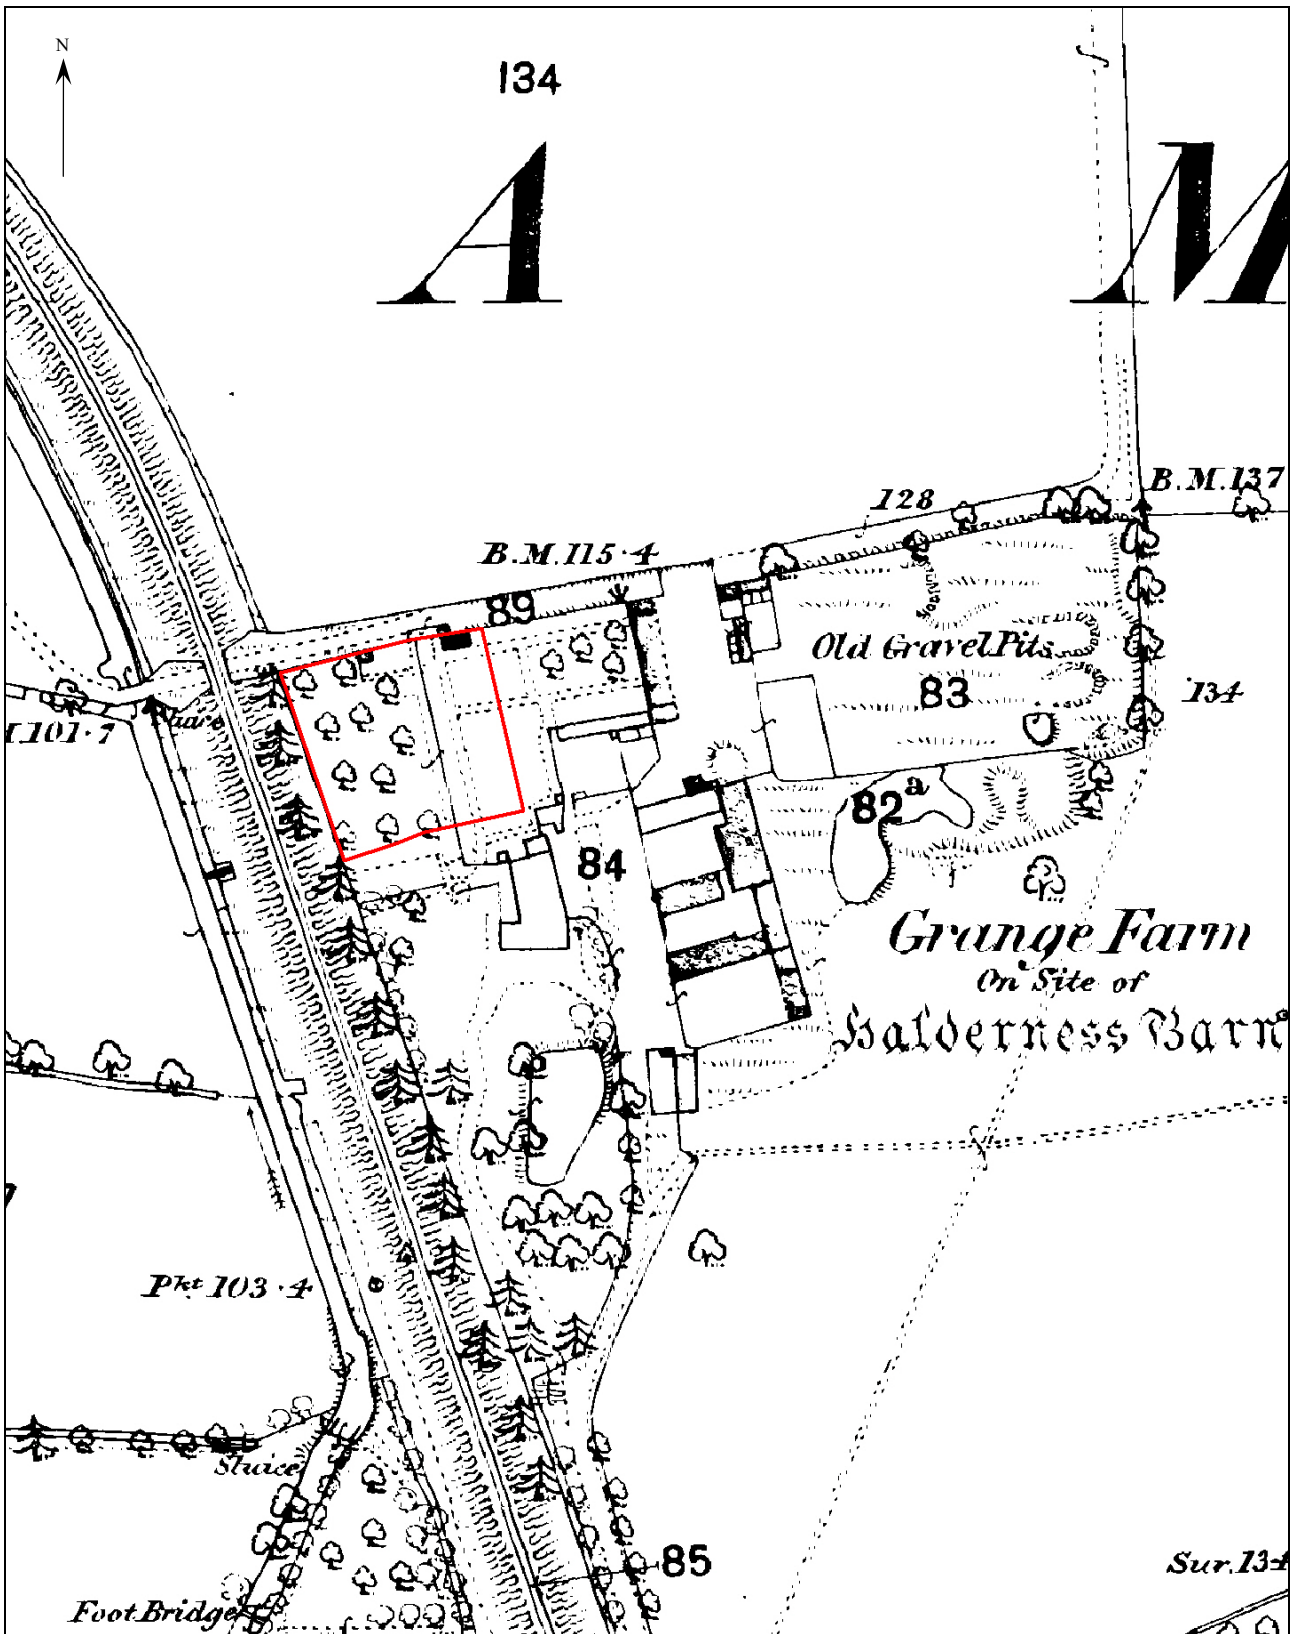 N
134
A M
B.M.137
128
B.M.115·4
89
Old Gravel Pits
83
134
101·7
82a
84
Grange Farm
On Site of
Halderness Barn
Pkt 103·4
Sluice
85
Sur.134
Foot Bridge